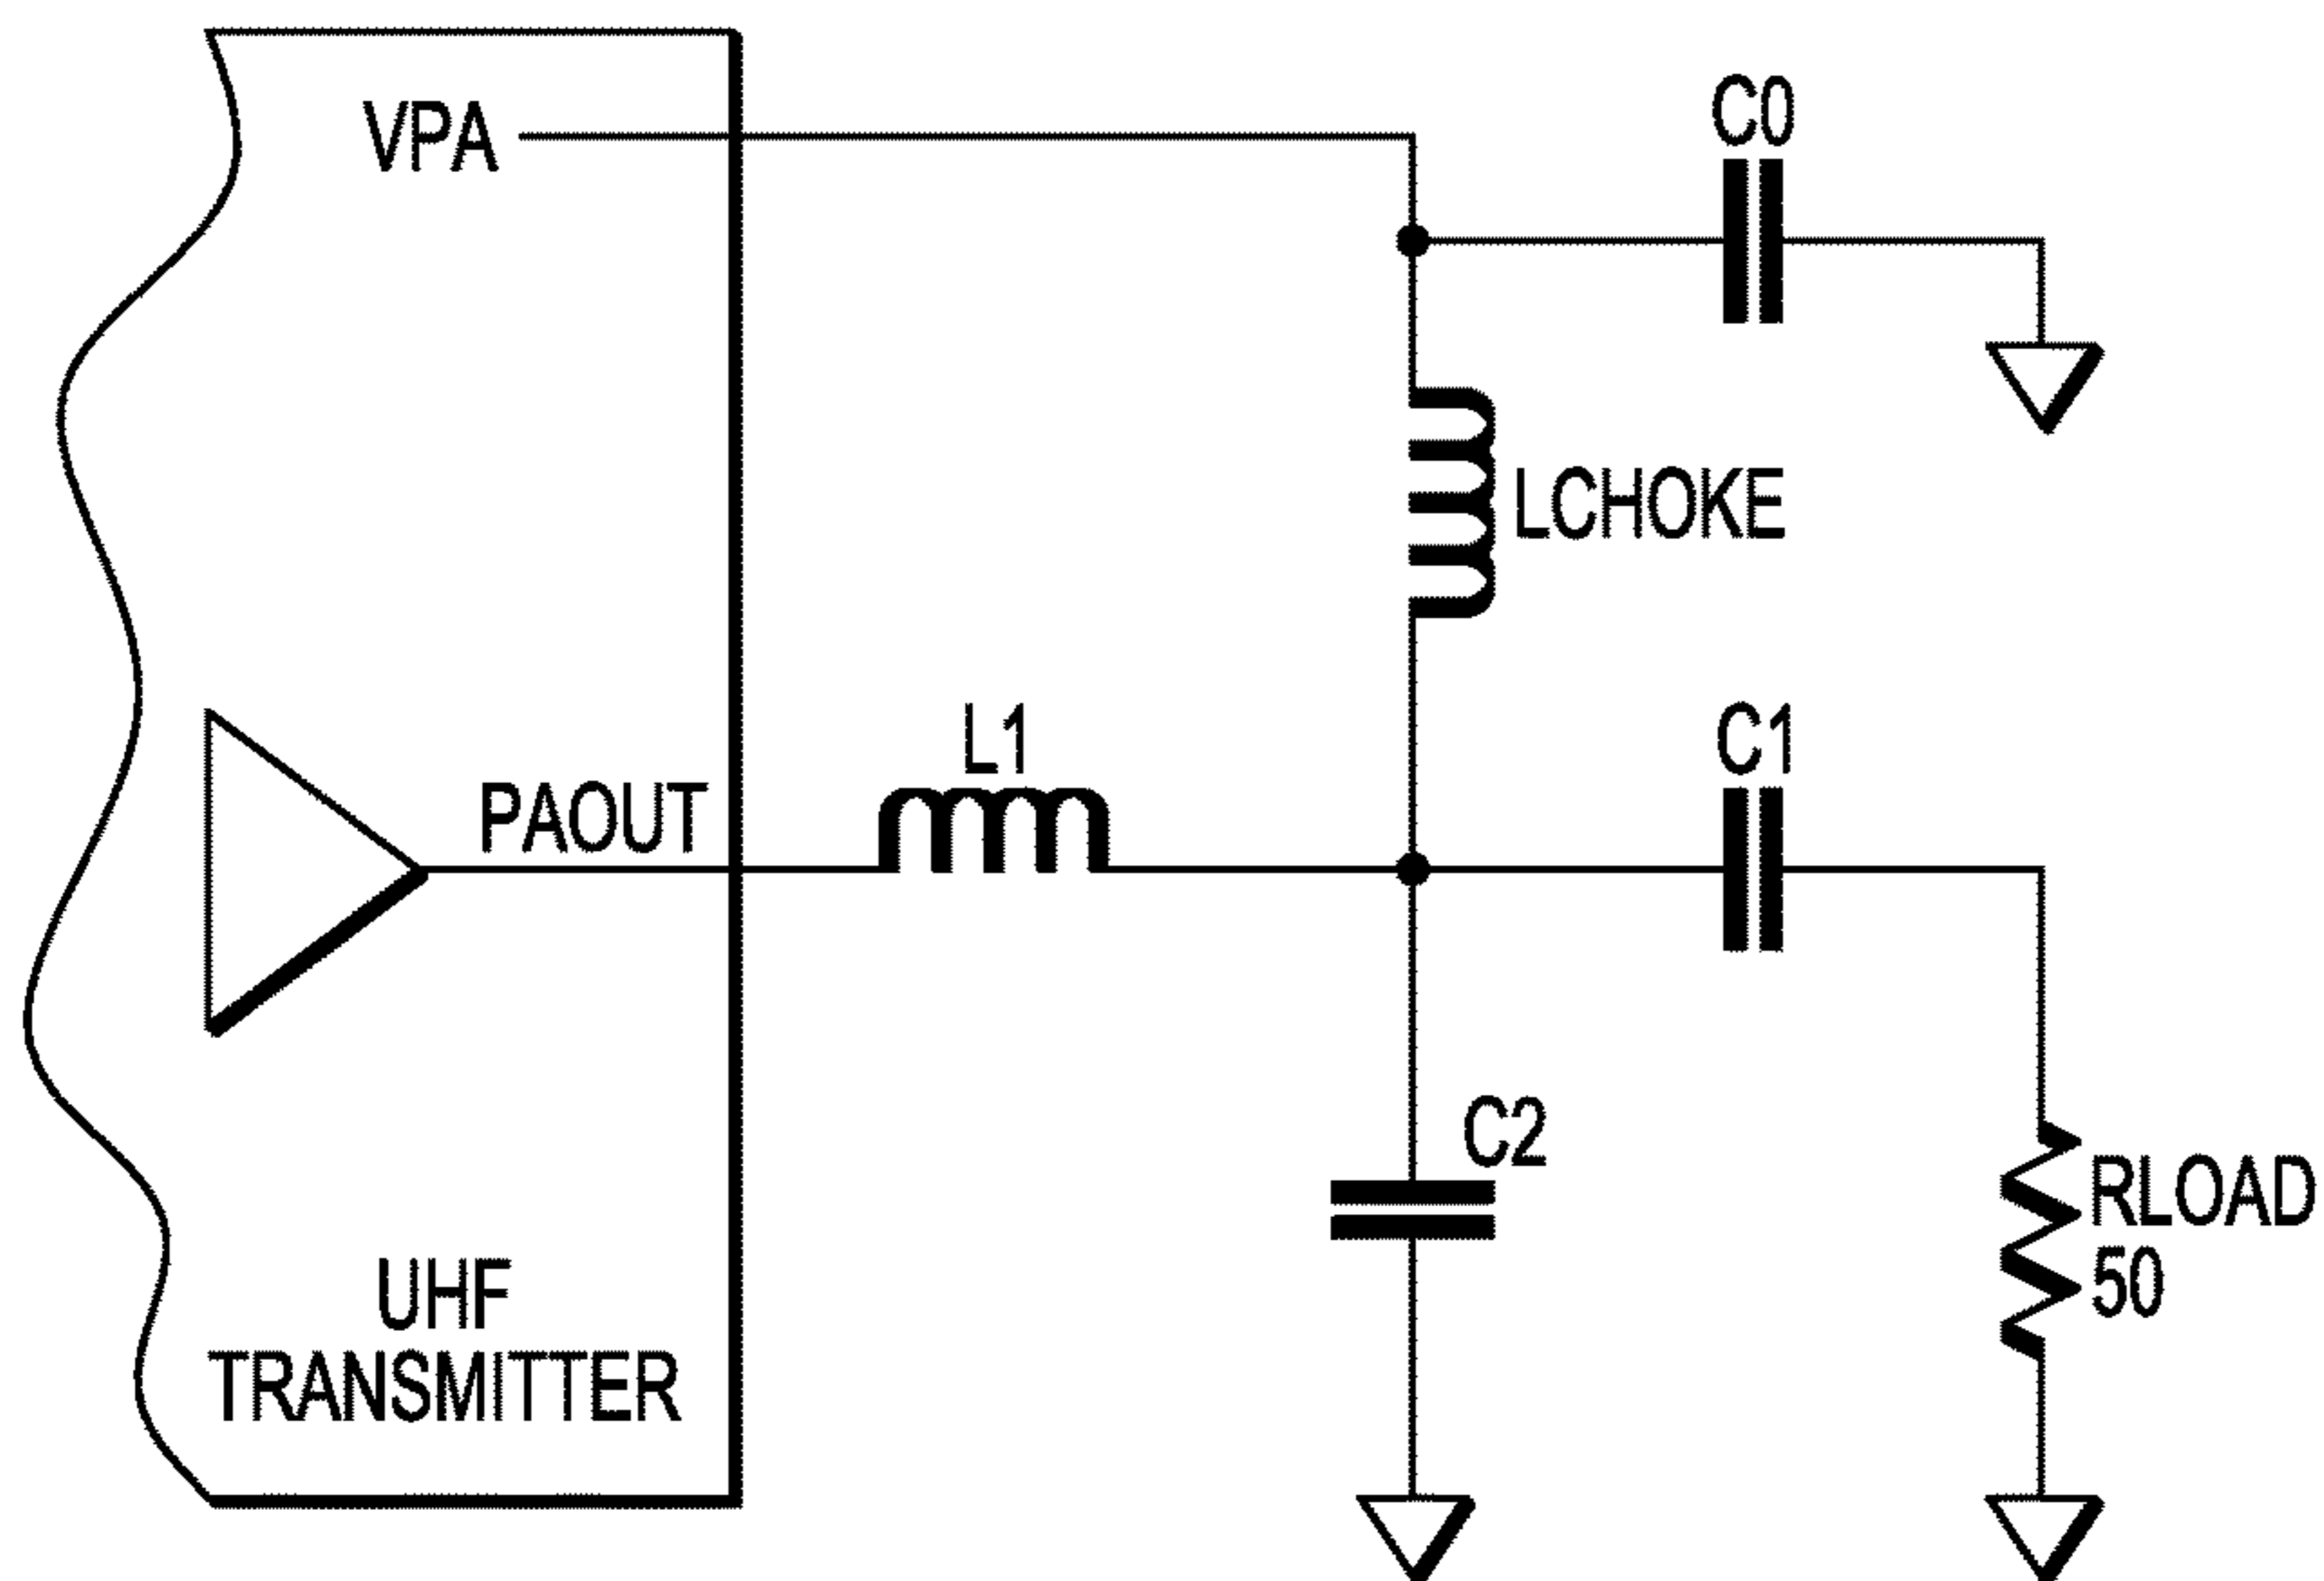 VPA
C0
LCHOKE
L1
C1
PAOUT
C2
RLOAD
50
UHF
TRANSMITTER